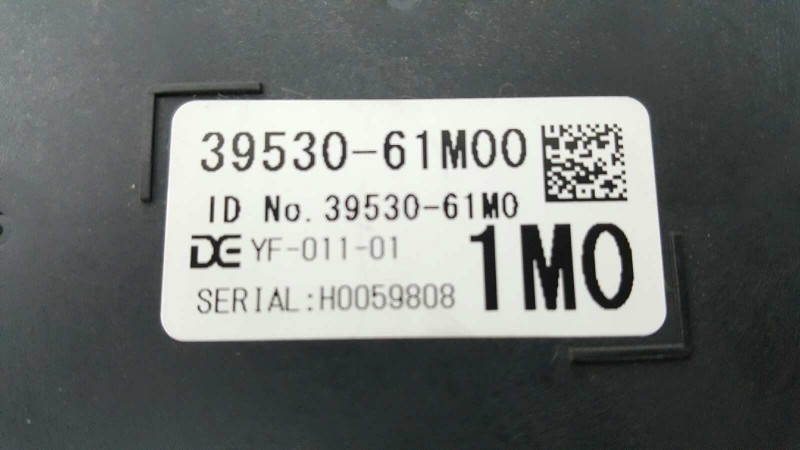 39530-61M00
ID No. 39530-61M0
DE YF-011-01
1M0
SERIAL:H0059808